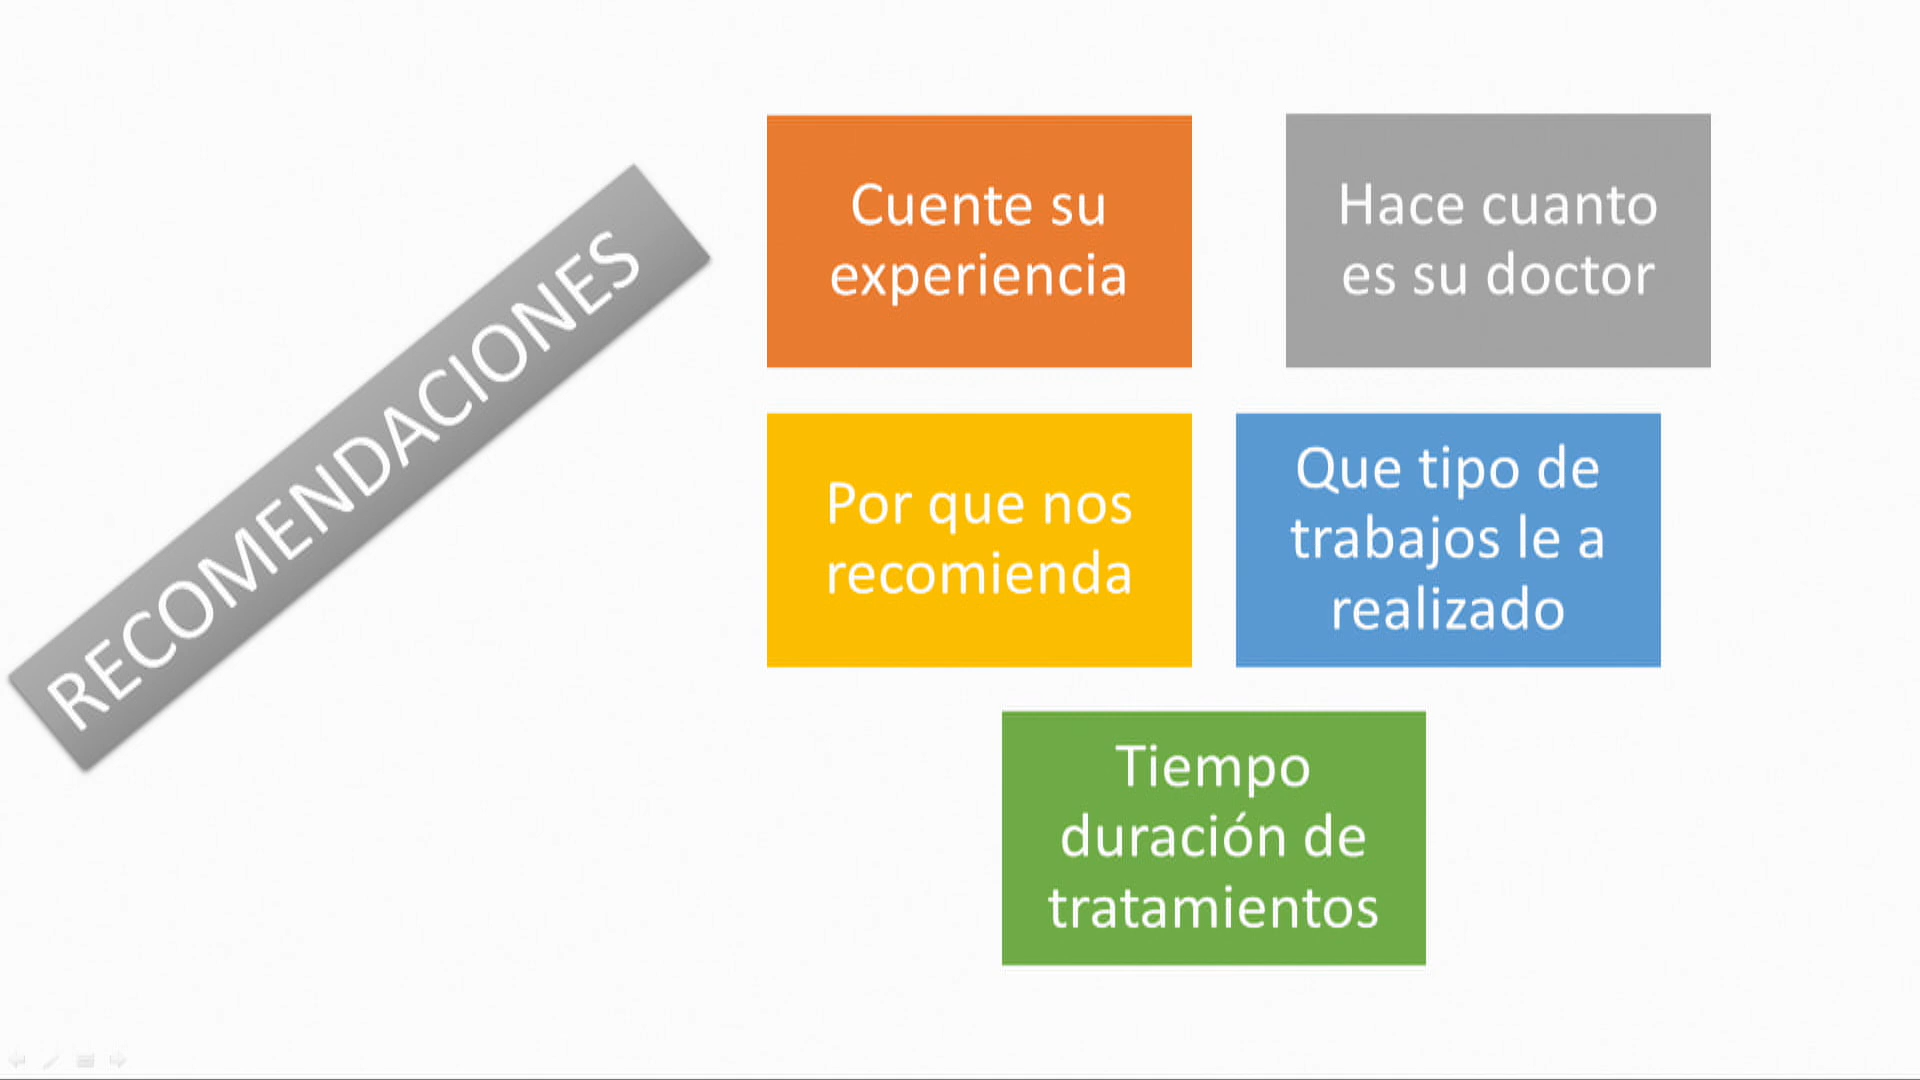 RECOMENDACIONES
Cuente su
experiencia
Hace cuanto
es su doctor
Por que nos
recomienda
Que tipo de
trabajos le a
realizado
Tiempo
duración de
tratamientos